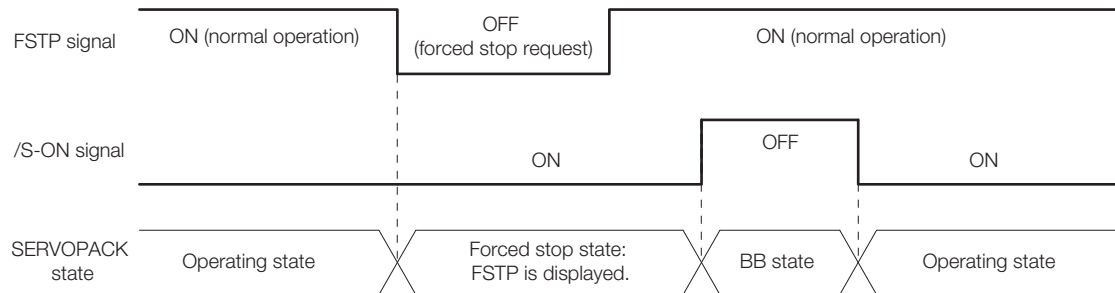 FSTP signal
ON (normal operation)
OFF
(forced stop request)
ON (normal operation)
/S-ON signal
ON
OFF
ON
SERVOPACK
state
Operating state
Forced stop state:
FSTP is displayed.
BB state
Operating state